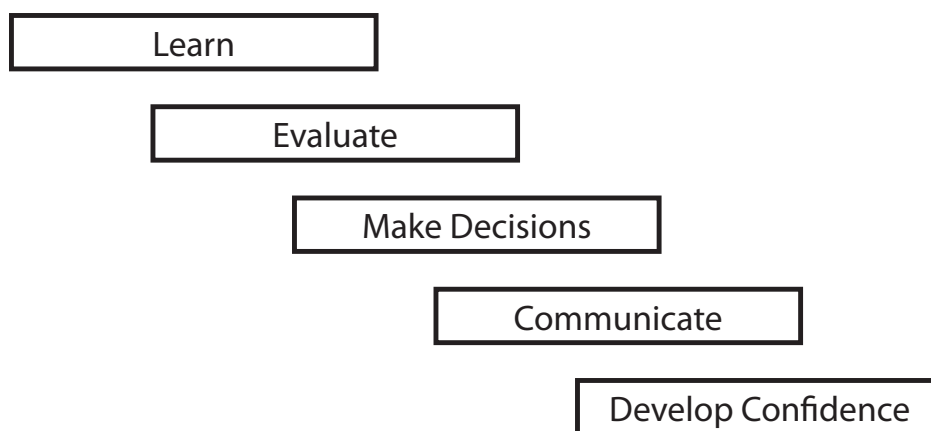 Learn
Evaluate
Make Decisions
Communicate
Develop Confidence